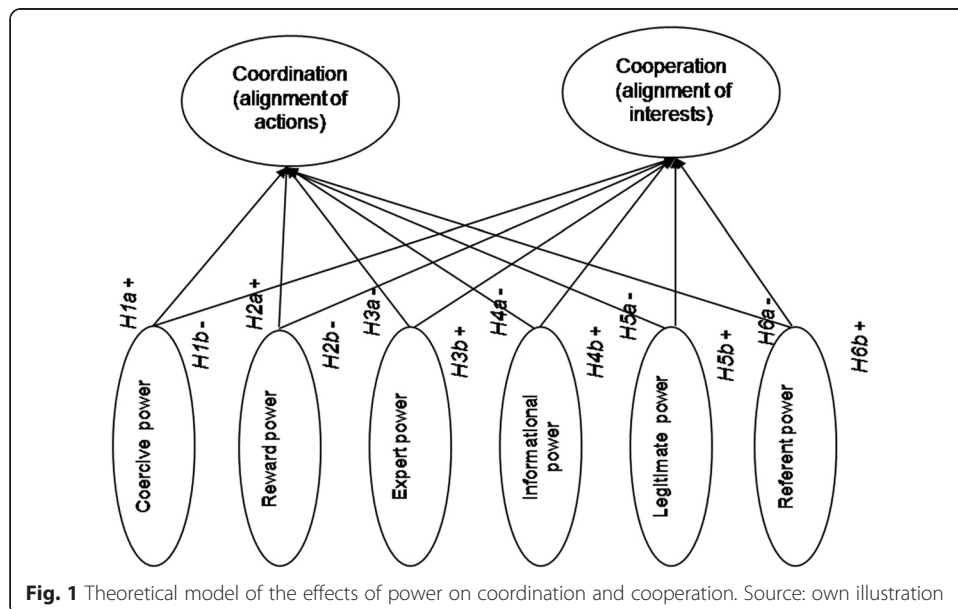 Coordination
(alignment of
actions)
Cooperation
(alignment of
interests)
H1a +
H1b -
H2a +
H2b -
H3a -
H3b +
H4a -
H4b +
H5a -
H5b +
H6a -
H6b +
Coercive power
Reward power
Expert power
Informational
power
Legitimate power
Referent power
Fig. 1 Theoretical model of the effects of power on coordination and cooperation. Source: own illustration